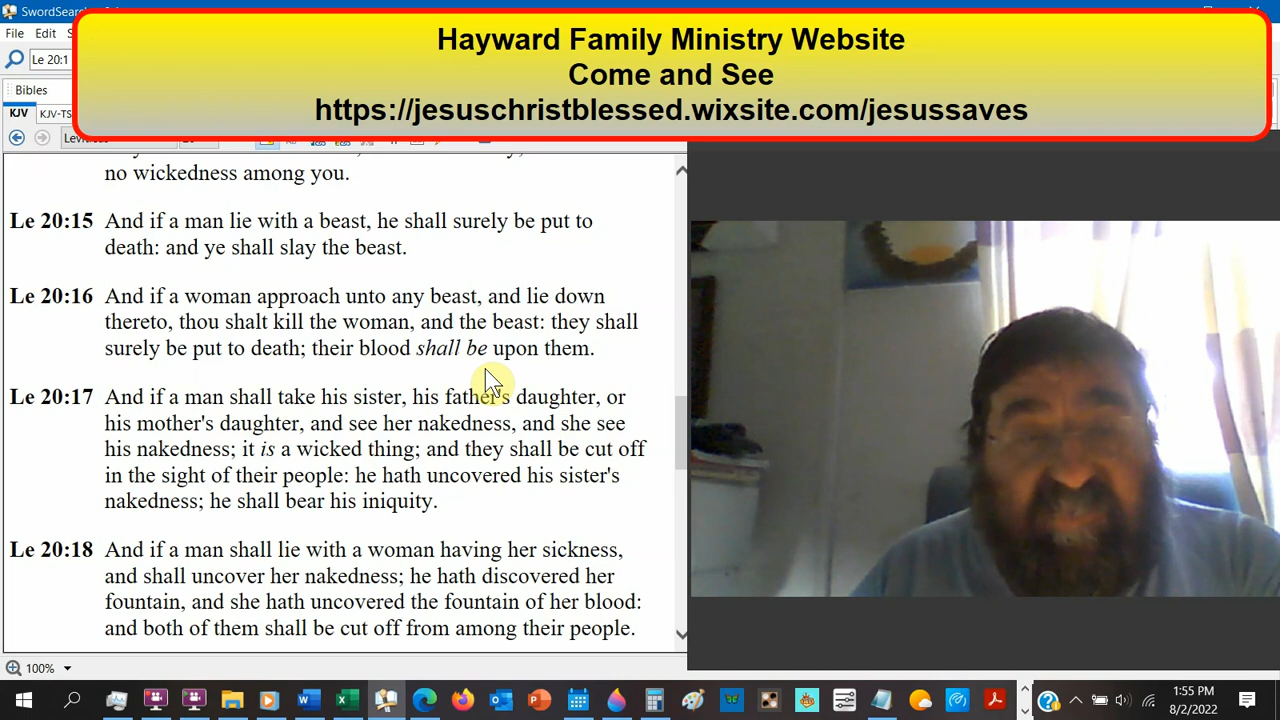 SwordSearc
Hayward Family Ministry Website
Come and See
https://jesuschristblessed.wixsite.com/jesussaves
File Edit
Le 20:1
Bibles
KJV KJV-TS
no wickedness among you.
Le 20:15 And if a man lie with a beast, he shall surely be put to
death: and ye shall slay the beast.
Le 20:16 And if a woman approach unto any beast, and lie down
thereto, thou shalt kill the woman, and the beast: they shall
surely be put to death; their blood shall be upon them.
Le 20:17 And if a man shall take his sister, his father's daughter, or
his mother's daughter, and see her nakedness, and she see
his nakedness; it is a wicked thing; and they shall be cut off
in the sight of their people: he hath uncovered his sister's
nakedness; he shall bear his iniquity.
Le 20:18 And if a man shall lie with a woman having her sickness,
and shall uncover her nakedness; he hath discovered her
fountain, and she hath uncovered the fountain of her blood:
and both of them shall be cut off from among their people.
100%
1:55 PM
8/2/2022